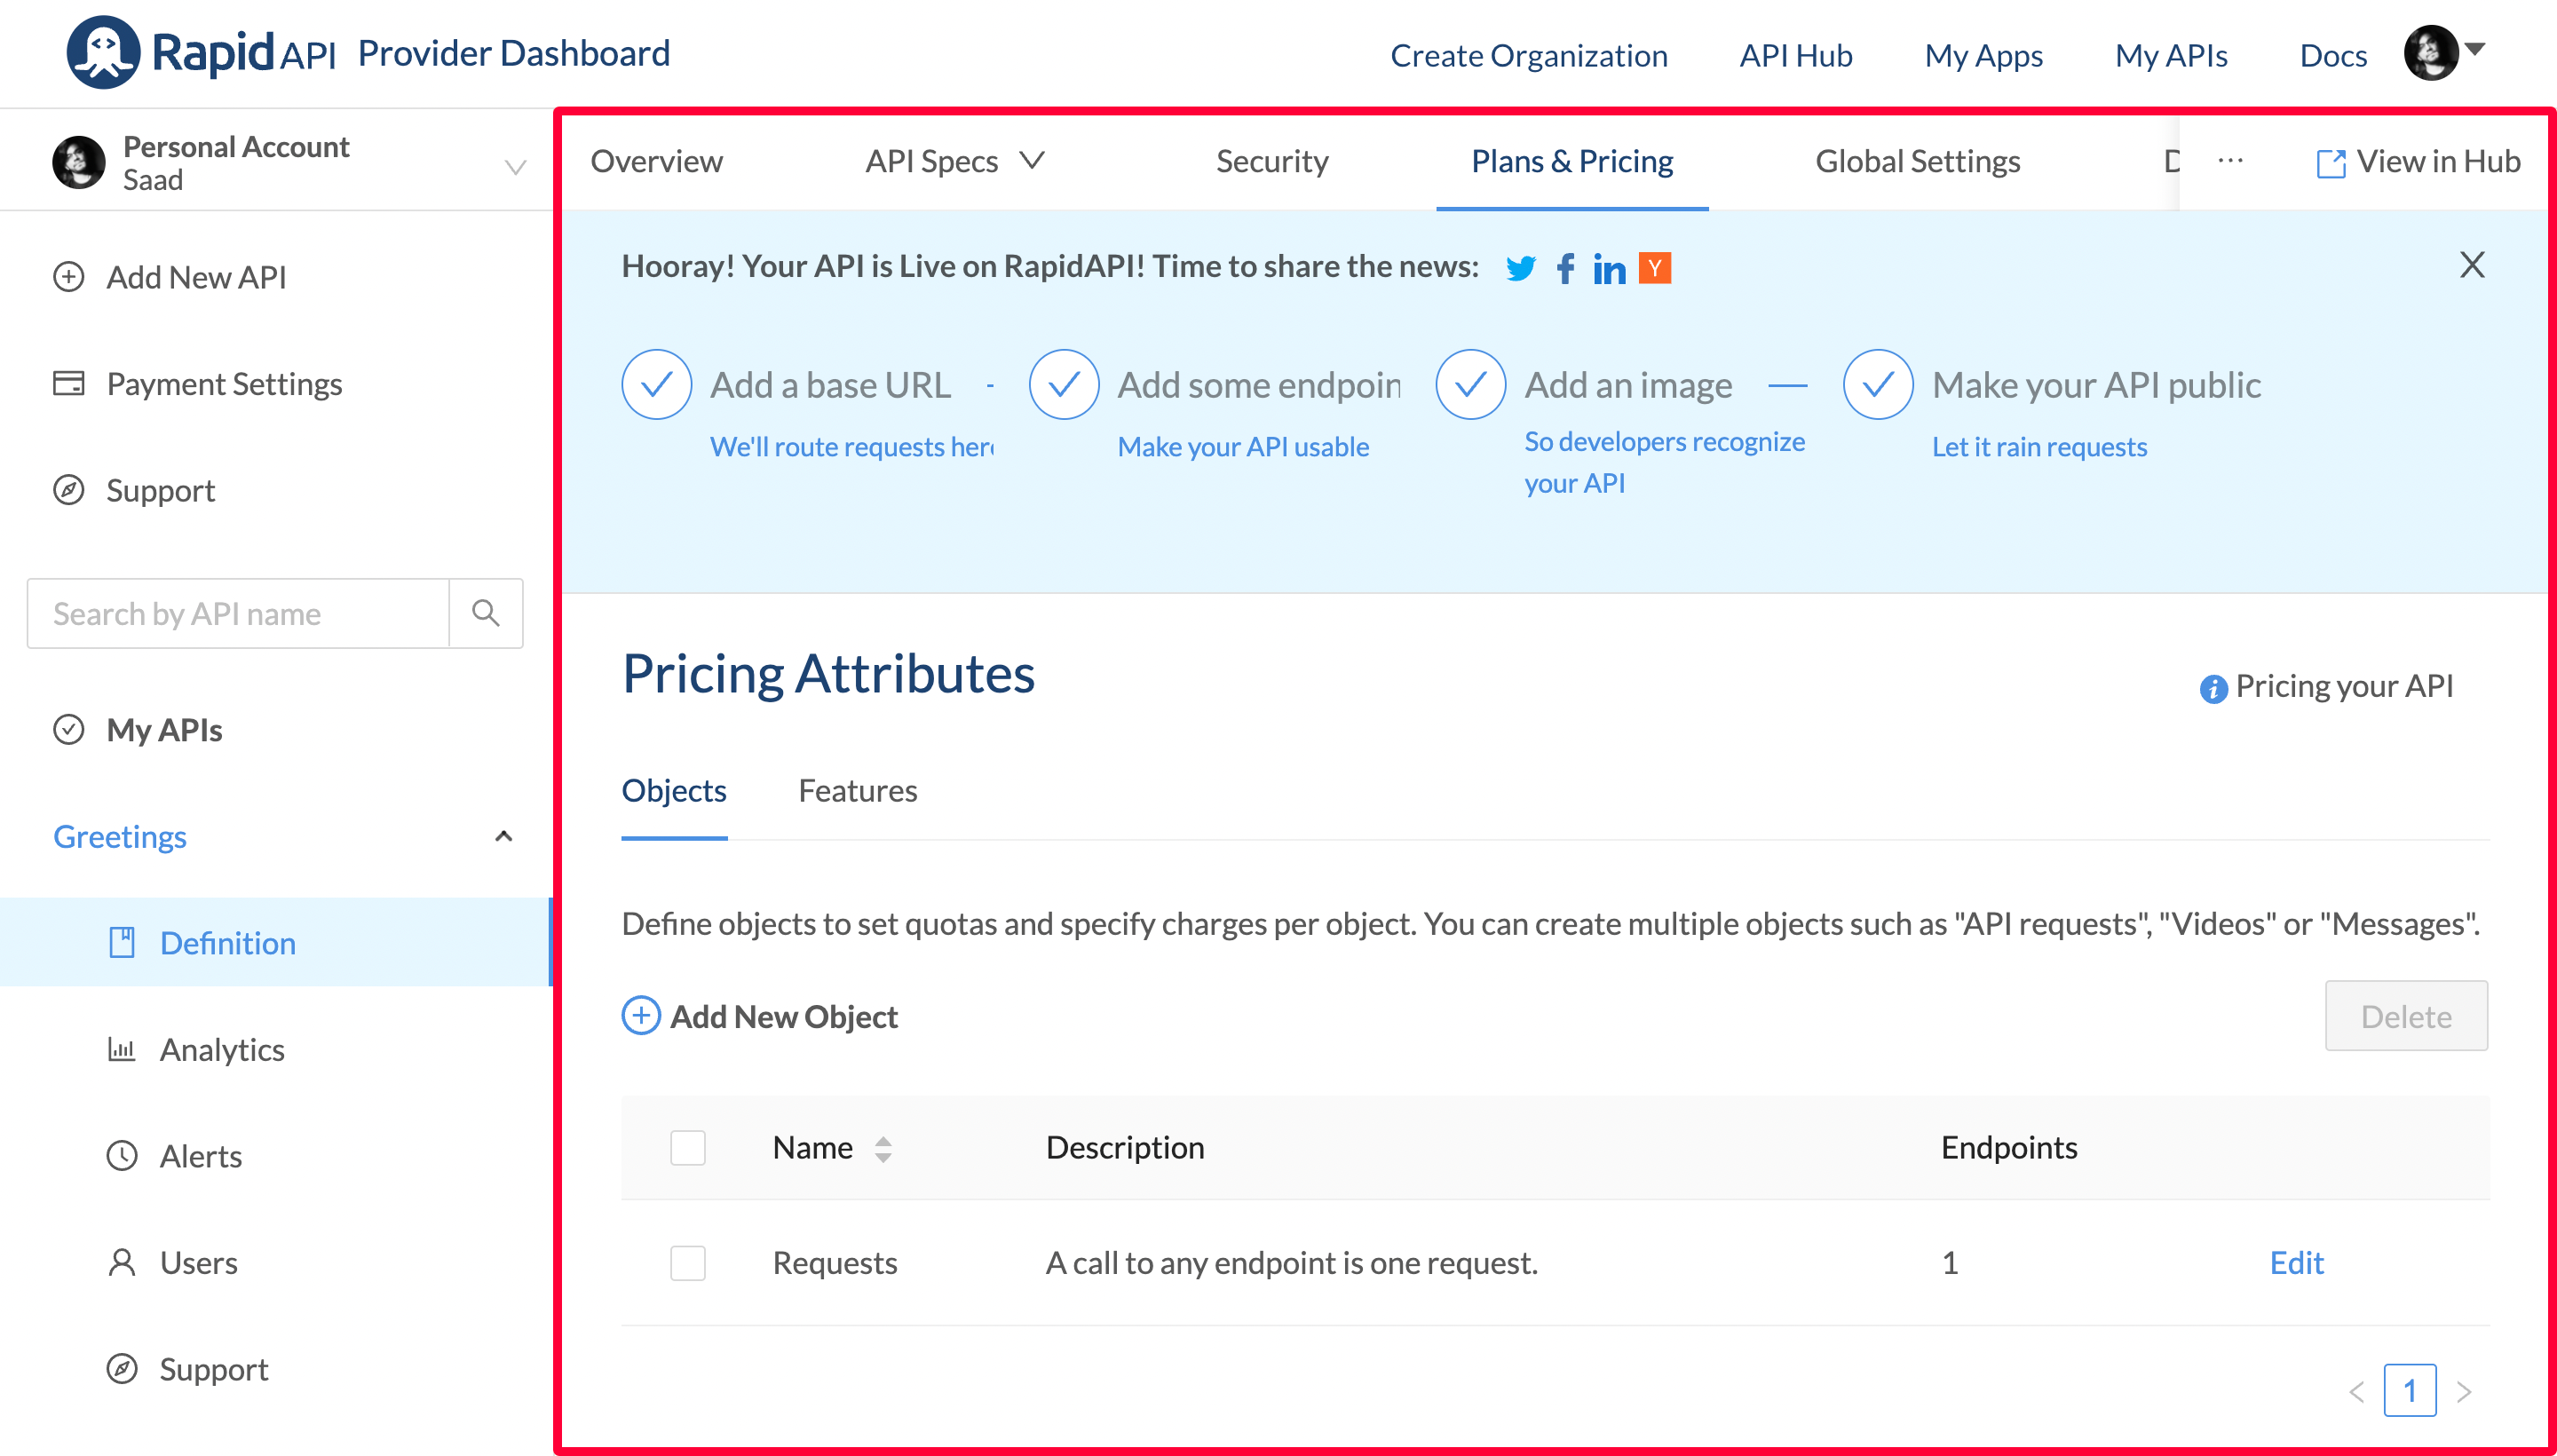 Rapid API Provider Dashboard
Create Organization
API Hub
My Apps
My APIs
Docs
Personal Account
Saad
Add New API
Payment Settings
Support
Search by API name
My APIs
Greetings
Definition
Analytics
Alerts
Users
Support
Overview
API Specs
Security
Plans & Pricing
Global Settings
D
...
View in Hub
Hooray! Your API is Live on RapidAPI! Time to share the news:
Y
Add a base URL
We'll route requests here
Add some endpoin
Make your API usable
Add an image
So developers recognize
your API
Make your API public
Let it rain requests
Pricing Attributes
Pricing your API
Objects
Features
Define objects to set quotas and specify charges per object. You can create multiple objects such as "API requests", "Videos" or "Messages".
Add New Object
Delete
Name
Description
Endpoints
Requests
A call to any endpoint is one request.
1
Edit
< 1 >